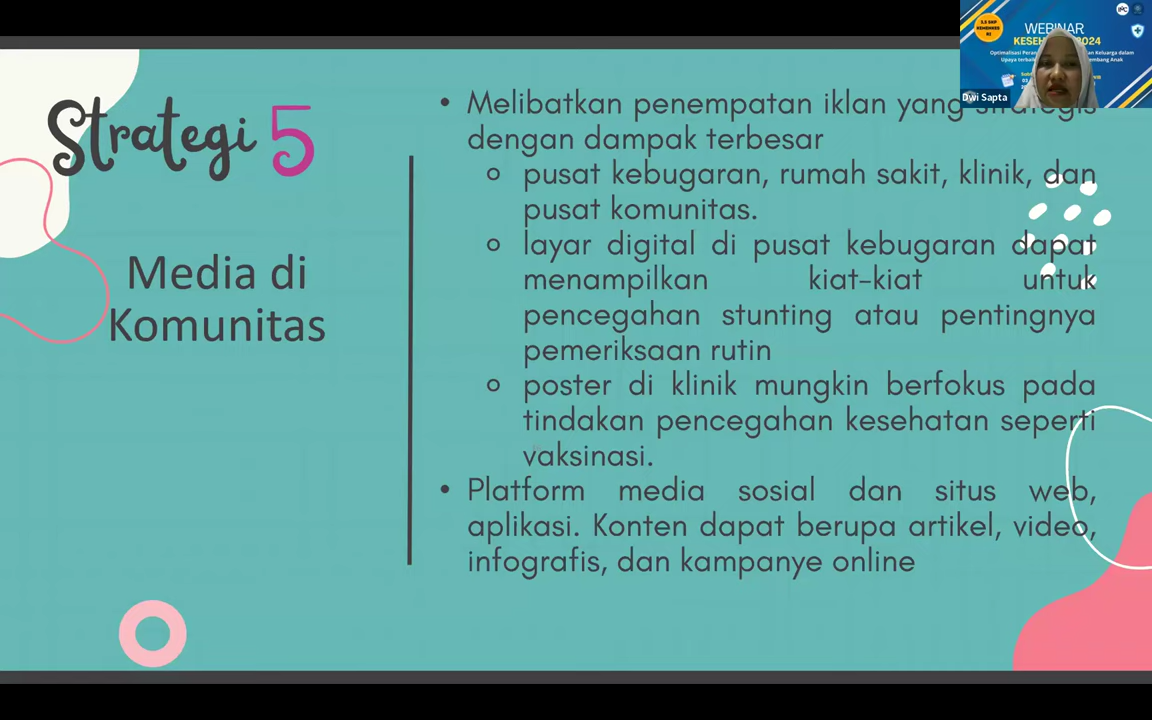 Strategi 5
Media di
Komunitas
• Melibatkan penempatan iklan yang strategis
dengan dampak terbesar
○ pusat kebugaran, rumah sakit, klinik, dan
pusat komunitas.
○ layar digital di pusat kebugaran dapat
menampilkan kiat-kiat untuk
pencegahan stunting atau pentingnya
pemeriksaan rutin
○ poster di klinik mungkin berfokus pada
tindakan pencegahan kesehatan seperti
vaksinasi.
• Platform media sosial dan situs web,
aplikasi. Konten dapat berupa artikel, video,
infografis, dan kampanye online
WEBINAR
Dwi Sapta